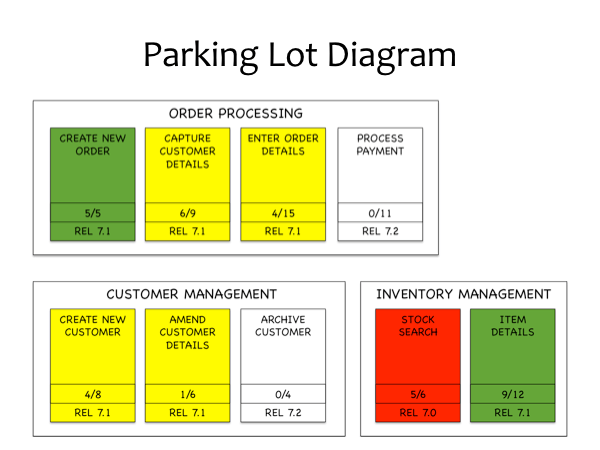 Parking Lot Diagram
ORDER PROCESSING
CREATE NEW
ORDER
5/5
REL 7.1
CAPTURE
CUSTOMER
DETAILS
6/9
REL 7.1
ENTER ORDER
DETAILS
4/15
REL 7.1
PROCESS
PAYMENT
0/11
REL 7.2
CUSTOMER MANAGEMENT
CREATE NEW
CUSTOMER
4/8
REL 7.1
AMEND
CUSTOMER
DETAILS
1/6
REL 7.1
ARCHIVE
CUSTOMER
0/4
REL 7.2
INVENTORY MANAGEMENT
STOCK
SEARCH
5/6
REL 7.0
ITEM
DETAILS
9/12
REL 7.1